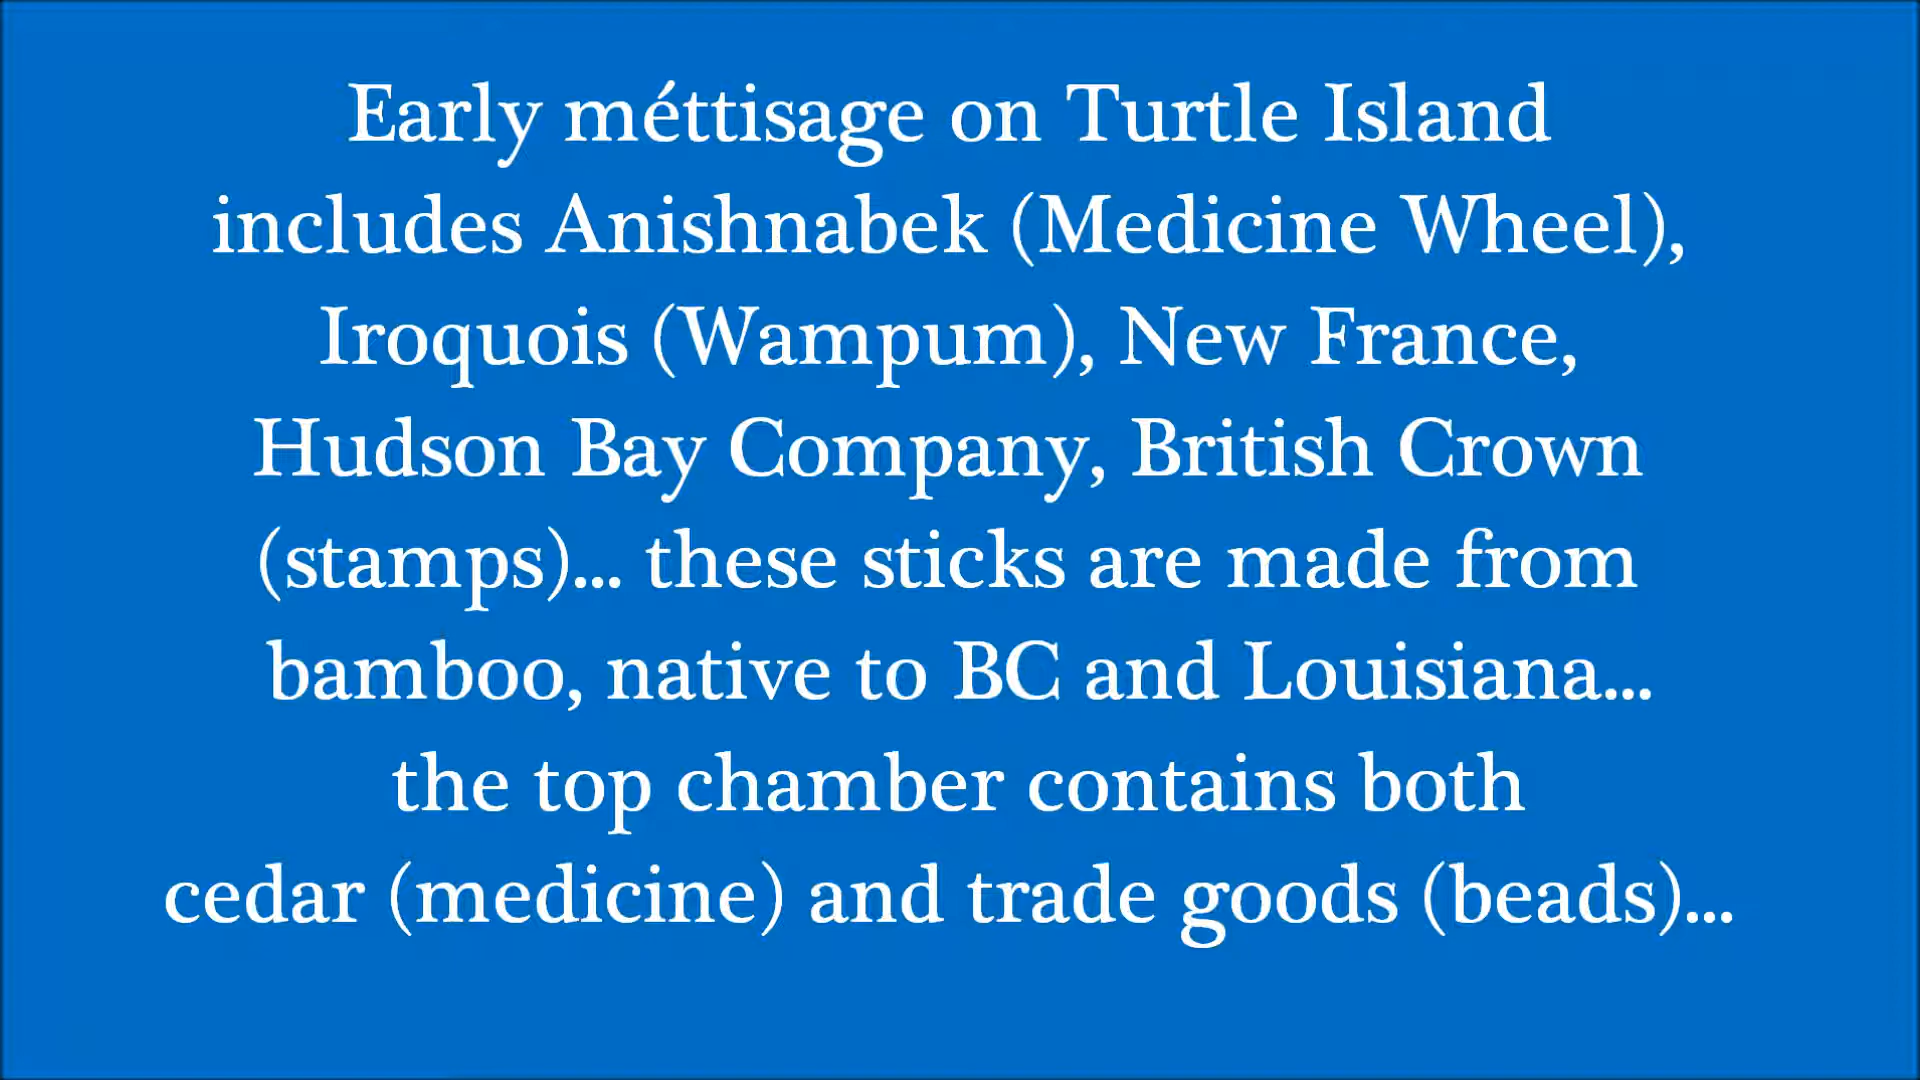 Early méttisage on Turtle Island
includes Anishnabek (Medicine Wheel),
Iroquois (Wampum), New France,
Hudson Bay Company, British Crown
(stamps)... these sticks are made from
bamboo, native to BC and Louisiana...
the top chamber contains both
cedar (medicine) and trade goods (beads)...